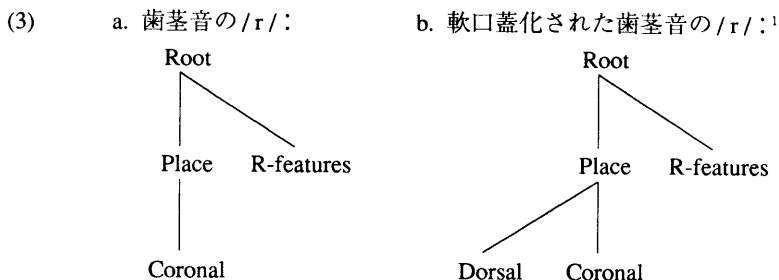 (3) a. 歯茎音の/r/： b. 軟口蓋化された歯茎音の/r/：¹
Root Root
Place R-features Place R-features
Coronal Dorsal Coronal